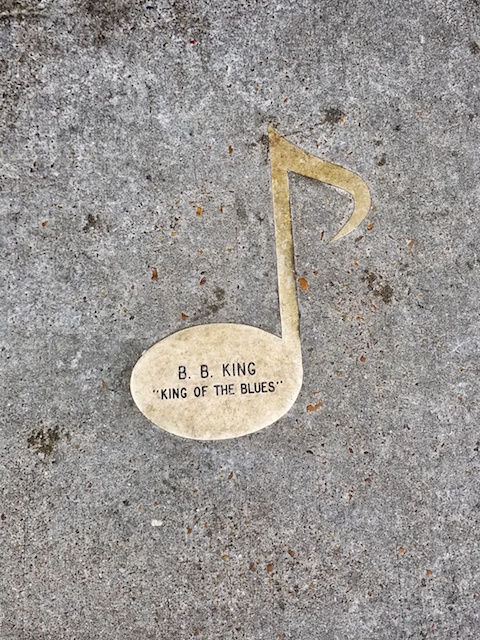 B. B. KING
"KING OF THE BLUES"